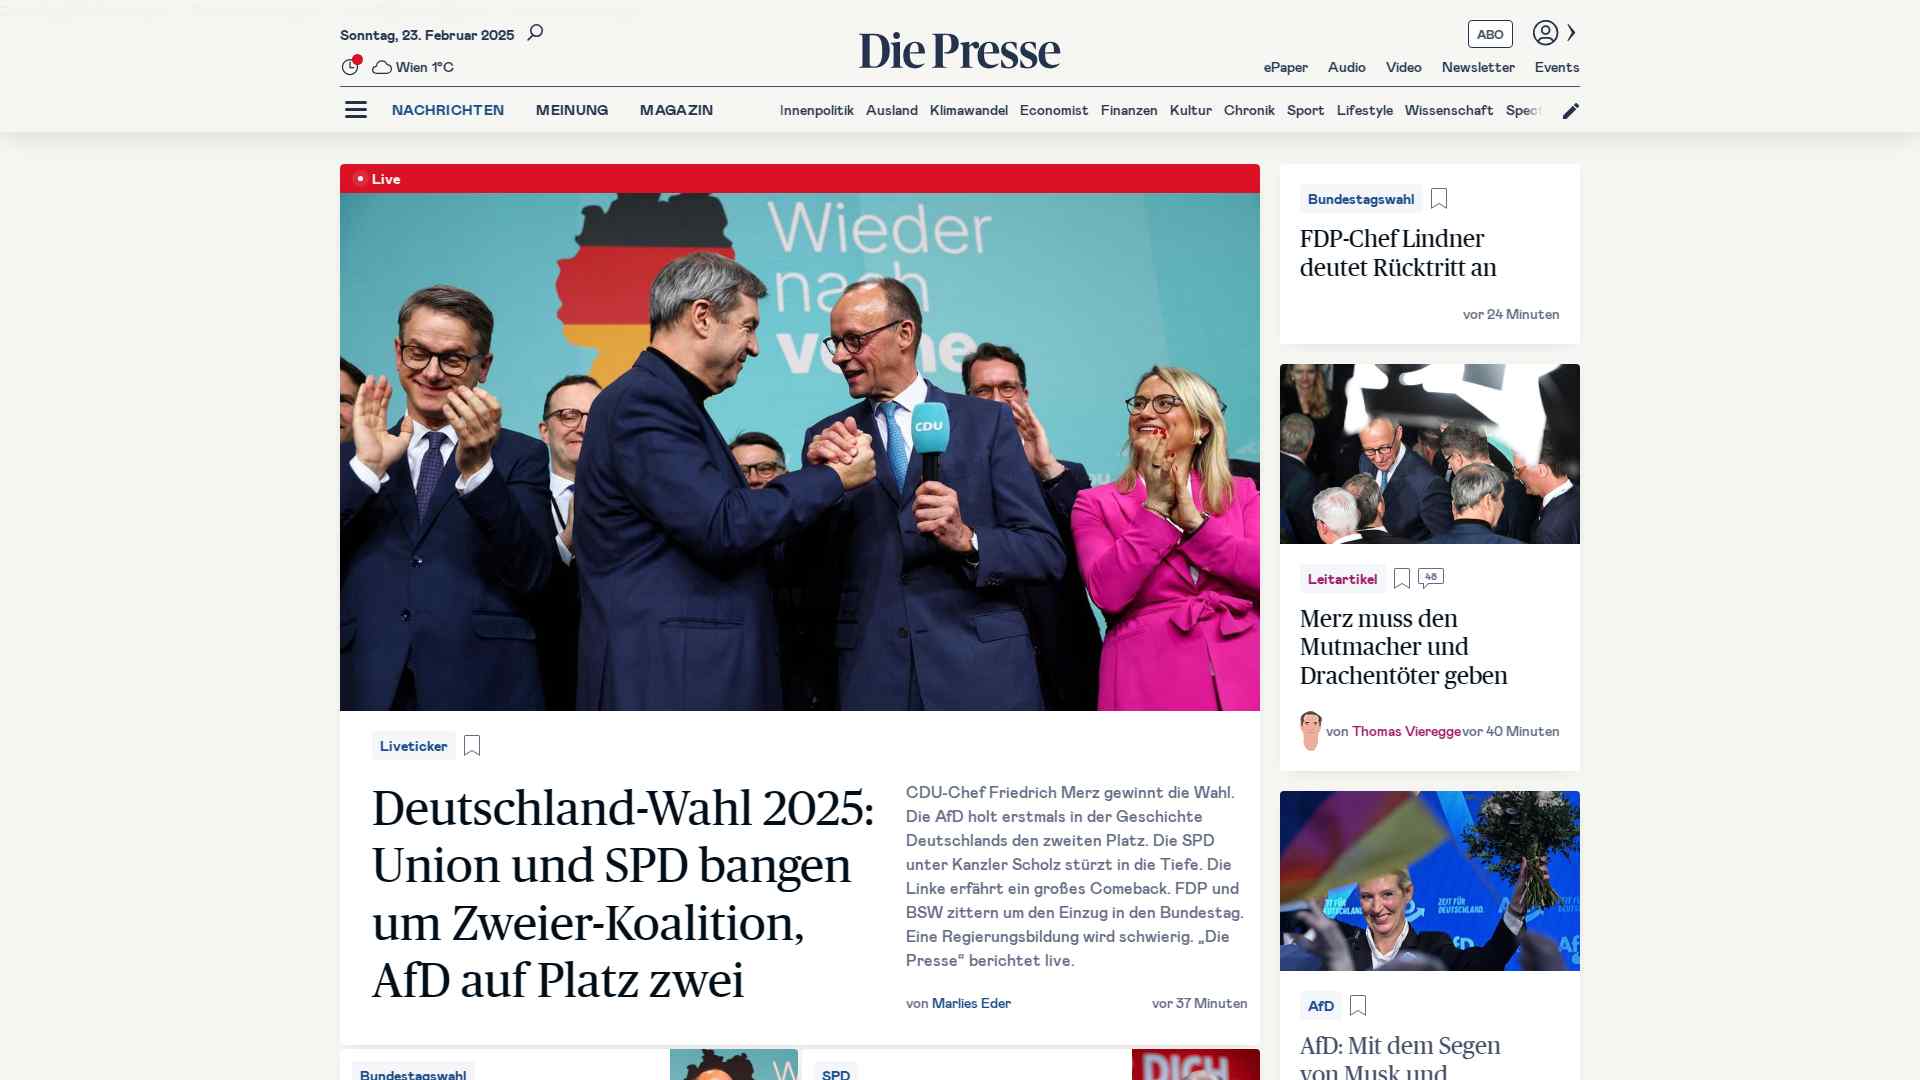 Sonntag, 23. Februar 2025
Die Presse
ABO
Wien 1°C
ePaper Audio Video Newsletter Events
NACHRICHTEN MEINUNG MAGAZIN
Innenpolitik Ausland Klimawandel Economist Finanzen Kultur Chronik Sport Lifestyle Wissenschaft
Live
Wieder
nach
CDU
Liveticker
Deutschland-Wahl 2025:
Union und SPD bangen
um Zweier-Koalition,
AfD auf Platz zwei
CDU-Chef Friedrich Merz gewinnt die Wahl.
Die AfD holt erstmals in der Geschichte
Deutschlands den zweiten Platz. Die SPD
unter Kanzler Scholz stürzt in die Tiefe. Die
Linke erfährt ein großes Comeback. FDP und
BSW zittern um den Einzug in den Bundestag.
Eine Regierungsbildung wird schwierig. „Die
Presse“ berichtet live.
von Marlies Eder
vor 37 Minuten
Bundestagswahl
SPD
DICH
Bundestagswahl
FDP-Chef Lindner
deutet Rücktritt an
vor 24 Minuten
Leitartikel
48
Merz muss den
Mutmacher und
Drachentöter geben
von Thomas Vieregge vor 40 Minuten
ZEIT FÜR
DEUTSCHLAND.
AfD
AfD: Mit dem Segen
von Musk und